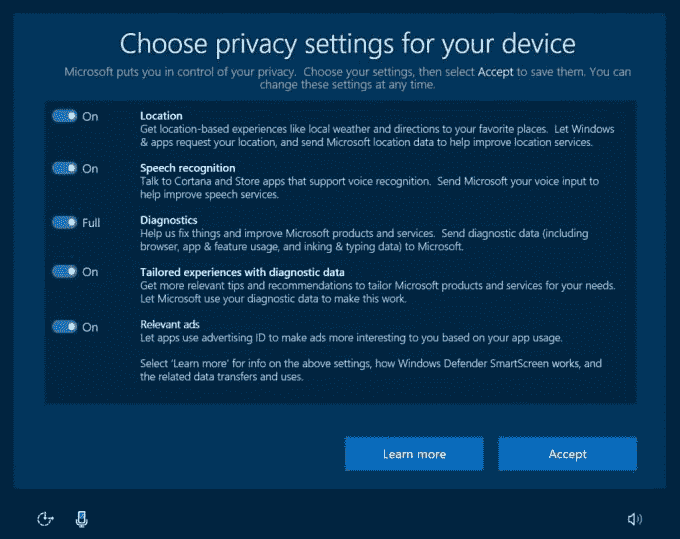 Choose privacy settings for your device
Microsoft puts you in control of your privacy. Choose your settings, then select Accept to save them. You can
change these settings at any time.
On
Location
Get location-based experiences like local weather and directions to your favorite places. Let Windows
& apps request your location, and send Microsoft location data to help improve location services.
On
Speech recognition
Talk to Cortana and Store apps that support voice recognition. Send Microsoft your voice input to
help improve speech services.
Full
Diagnostics
Help us fix things and improve Microsoft products and services. Send diagnostic data (including
browser, app & feature usage, and inking & typing data) to Microsoft.
On
Tailored experiences with diagnostic data
Get more relevant tips and recommendations to tailor Microsoft products and services for your needs.
Let Microsoft use your diagnostic data to make this work.
On
Relevant ads
Let apps use advertising ID to make ads more interesting to you based on your app usage.
Select 'Learn more' for info on the above settings, how Windows Defender SmartScreen works, and
the related data transfers and uses.
Learn more
Accept